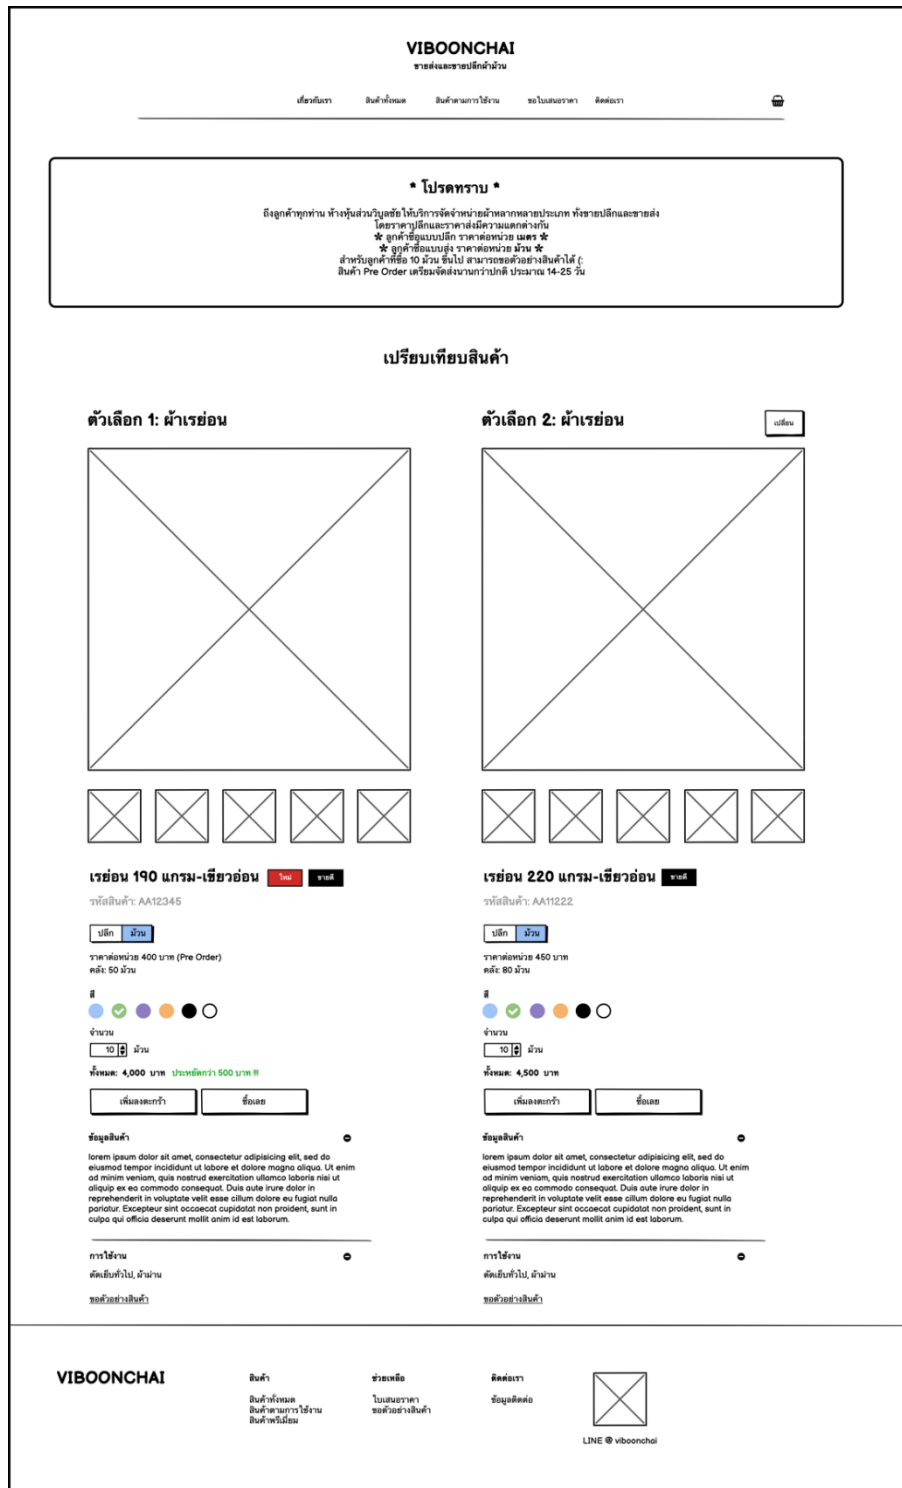 VIBOONCHAI
ขายส่งและขายปลีกผ้าม้วน
เกี่ยวกับเรา สินค้าทั้งหมด สินค้าตามการใช้งาน ขอใบเสนอราคา ติดต่อเรา
* โปรดทราบ *
ถึงลูกค้าทุกท่าน ห้างหุ้นส่วนวิบูลชัยให้บริการจัดจำหน่ายผ้าหลากหลายประเภท ทั้งขายปลีกและขายส่ง
โดยราคาปลีกและราคาส่งมีความแตกต่างกัน
* ลูกค้าซื้อแบบปลีก ราคาต่อหน่วย เมตร *
* ลูกค้าซื้อแบบส่ง ราคาต่อหน่วย ม้วน *
สำหรับลูกค้าที่ซื้อ 10 ม้วน ขึ้นไป สามารถขอตัวอย่างสินค้าได้ (:
สินค้า Pre Order เตรียมจัดส่งนานกว่าปกติ ประมาณ 14-25 วัน
เปรียบเทียบสินค้า
ตัวเลือก 1: ผ้าเรย่อน
เรย่อน 190 แกรม-เขียวอ่อน ใหม่ ขายดี
รหัสสินค้า: AA12345
ปลีก ม้วน
ราคาต่อหน่วย 400 บาท (Pre Order)
คลัง: 50 ม้วน
สี
จำนวน
10 ม้วน
ทั้งหมด: 4,000 บาท ประหยัดกว่า 500 บาท !!!
เพิ่มลงตะกร้า ซื้อเลย
ข้อมูลสินค้า
lorem ipsum dolor sit amet, consectetur adipisicing elit, sed do
eiusmod tempor incididunt ut labore et dolore magna aliqua. Ut enim
ad minim veniam, quis nostrud exercitation ullamco laboris nisi ut
aliquip ex ea commodo consequat. Duis aute irure dolor in
reprehenderit in voluptate velit esse cillum dolore eu fugiat nulla
pariatur. Excepteur sint occaecat cupidatat non proident, sunt in
culpa qui officia deserunt mollit anim id est laborum.
การใช้งาน
ตัดเย็บทั่วไป, ผ้าม่าน
ขอตัวอย่างสินค้า
ตัวเลือก 2: ผ้าเรย่อน
เปลี่ยน
เรย่อน 220 แกรม-เขียวอ่อน ขายดี
รหัสสินค้า: AA11222
ปลีก ม้วน
ราคาต่อหน่วย 450 บาท
คลัง: 80 ม้วน
สี
จำนวน
10 ม้วน
ทั้งหมด: 4,500 บาท
เพิ่มลงตะกร้า ซื้อเลย
ข้อมูลสินค้า
lorem ipsum dolor sit amet, consectetur adipisicing elit, sed do
eiusmod tempor incididunt ut labore et dolore magna aliqua. Ut enim
ad minim veniam, quis nostrud exercitation ullamco laboris nisi ut
aliquip ex ea commodo consequat. Duis aute irure dolor in
reprehenderit in voluptate velit esse cillum dolore eu fugiat nulla
pariatur. Excepteur sint occaecat cupidatat non proident, sunt in
culpa qui officia deserunt mollit anim id est laborum.
การใช้งาน
ตัดเย็บทั่วไป, ผ้าม่าน
ขอตัวอย่างสินค้า
VIBOONCHAI
สินค้า
สินค้าทั้งหมด
สินค้าตามการใช้งาน
สินค้าพรีเมี่ยม
ช่วยเหลือ
ใบเสนอราคา
ขอตัวอย่างสินค้า
ติดต่อเรา
ข้อมูลติดต่อ
LINE @ viboonchai